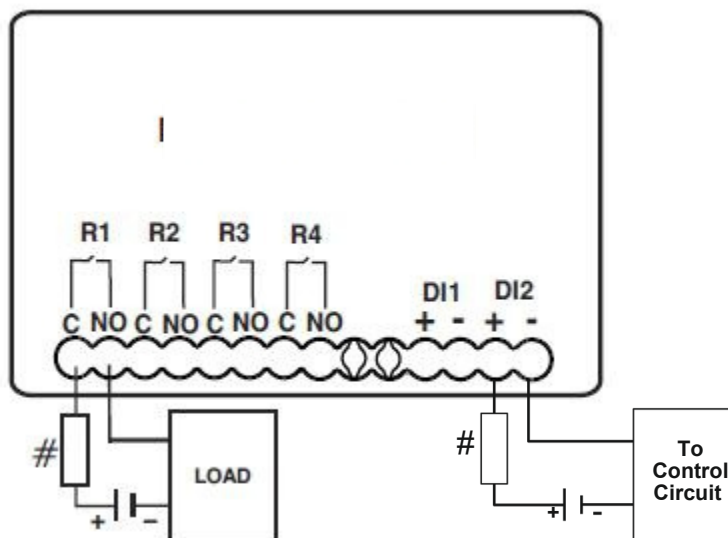 R1 R2 R3 R4
DI1 DI2
C NO C NO C NO C NO + - + -
# LOAD + -
# To Control Circuit + -